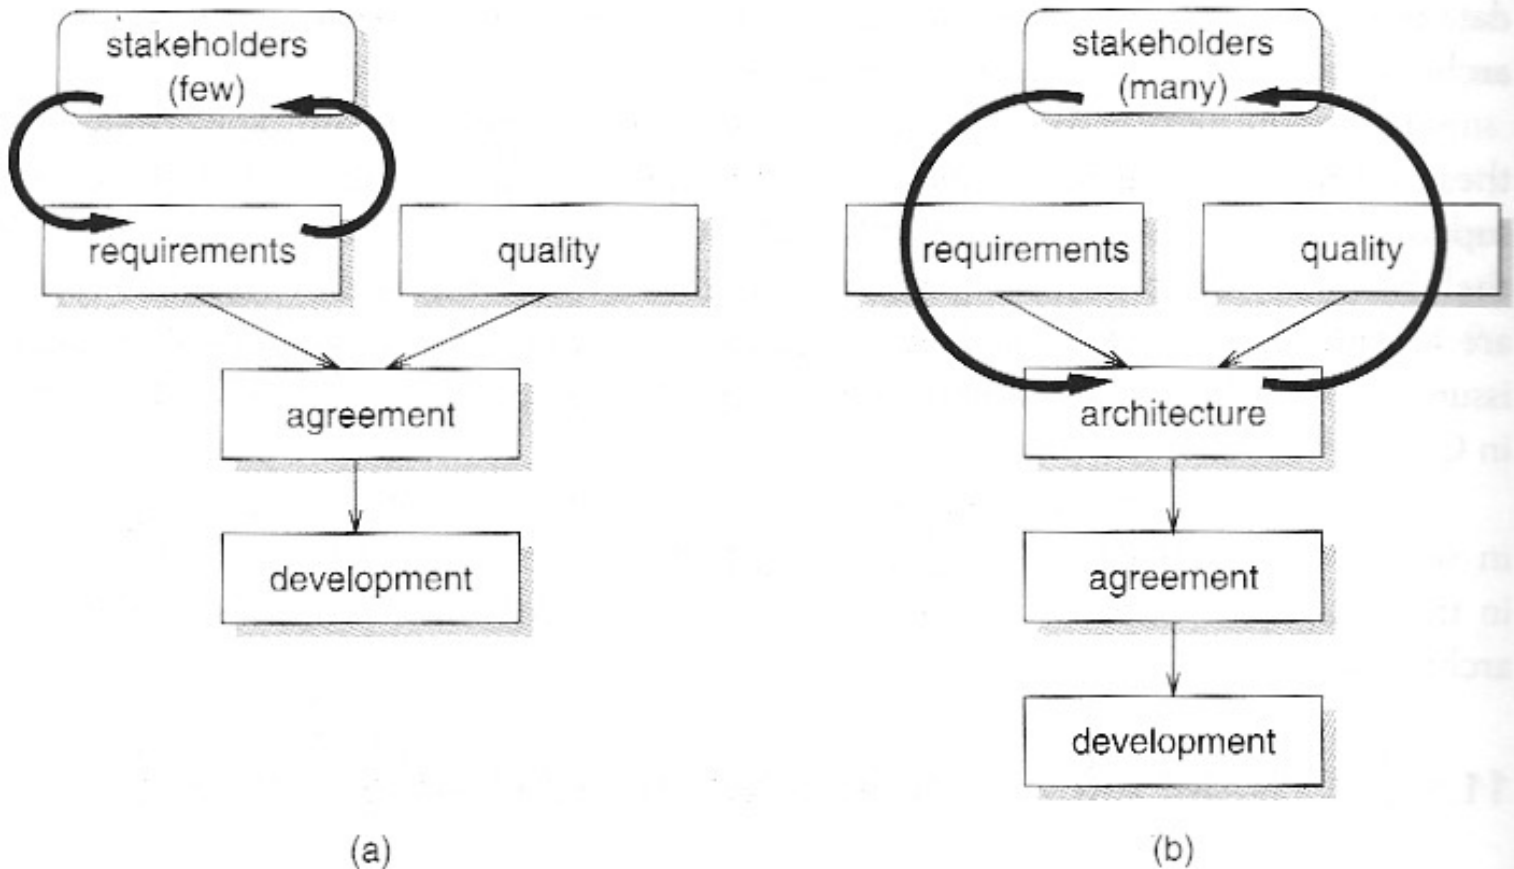 stakeholders
(few)
requirements
quality
agreement
development
(a)
stakeholders
(many)
requirements
quality
architecture
agreement
development
(b)